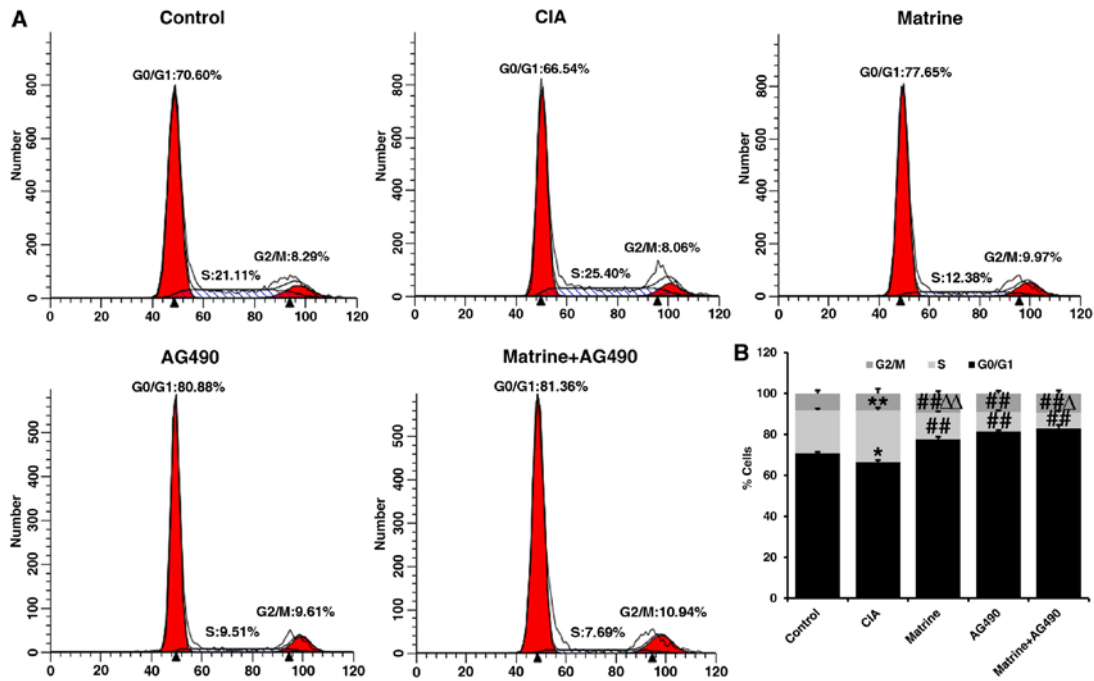 A
Control
G0/G1:70.60%
S:21.11%
G2/M:8.29%
Number
800
600
400
200
0
0 20 40 60 80 100 120
CIA
G0/G1:66.54%
S:25.40%
G2/M:8.06%
Number
800
600
400
200
0
0 20 40 60 80 100 120
Matrine
G0/G1:77.65%
S:12.38%
G2/M:9.97%
Number
800
600
400
200
0
0 20 40 60 80 100 120
AG490
G0/G1:80.88%
S:9.51%
G2/M:9.61%
Number
500
400
300
200
100
0
0 20 40 60 80 100 120
Matrine+AG490
G0/G1:81.36%
S:7.69%
G2/M:10.94%
Number
500
400
300
200
100
0
0 20 40 60 80 100 120
B
G2/M S G0/G1
% Cells
120
100
80
60
40
20
0
** ##ΔΔ ## ##Δ
* ## ## ##
Control CIA Matrine AG490 Matrine+AG490